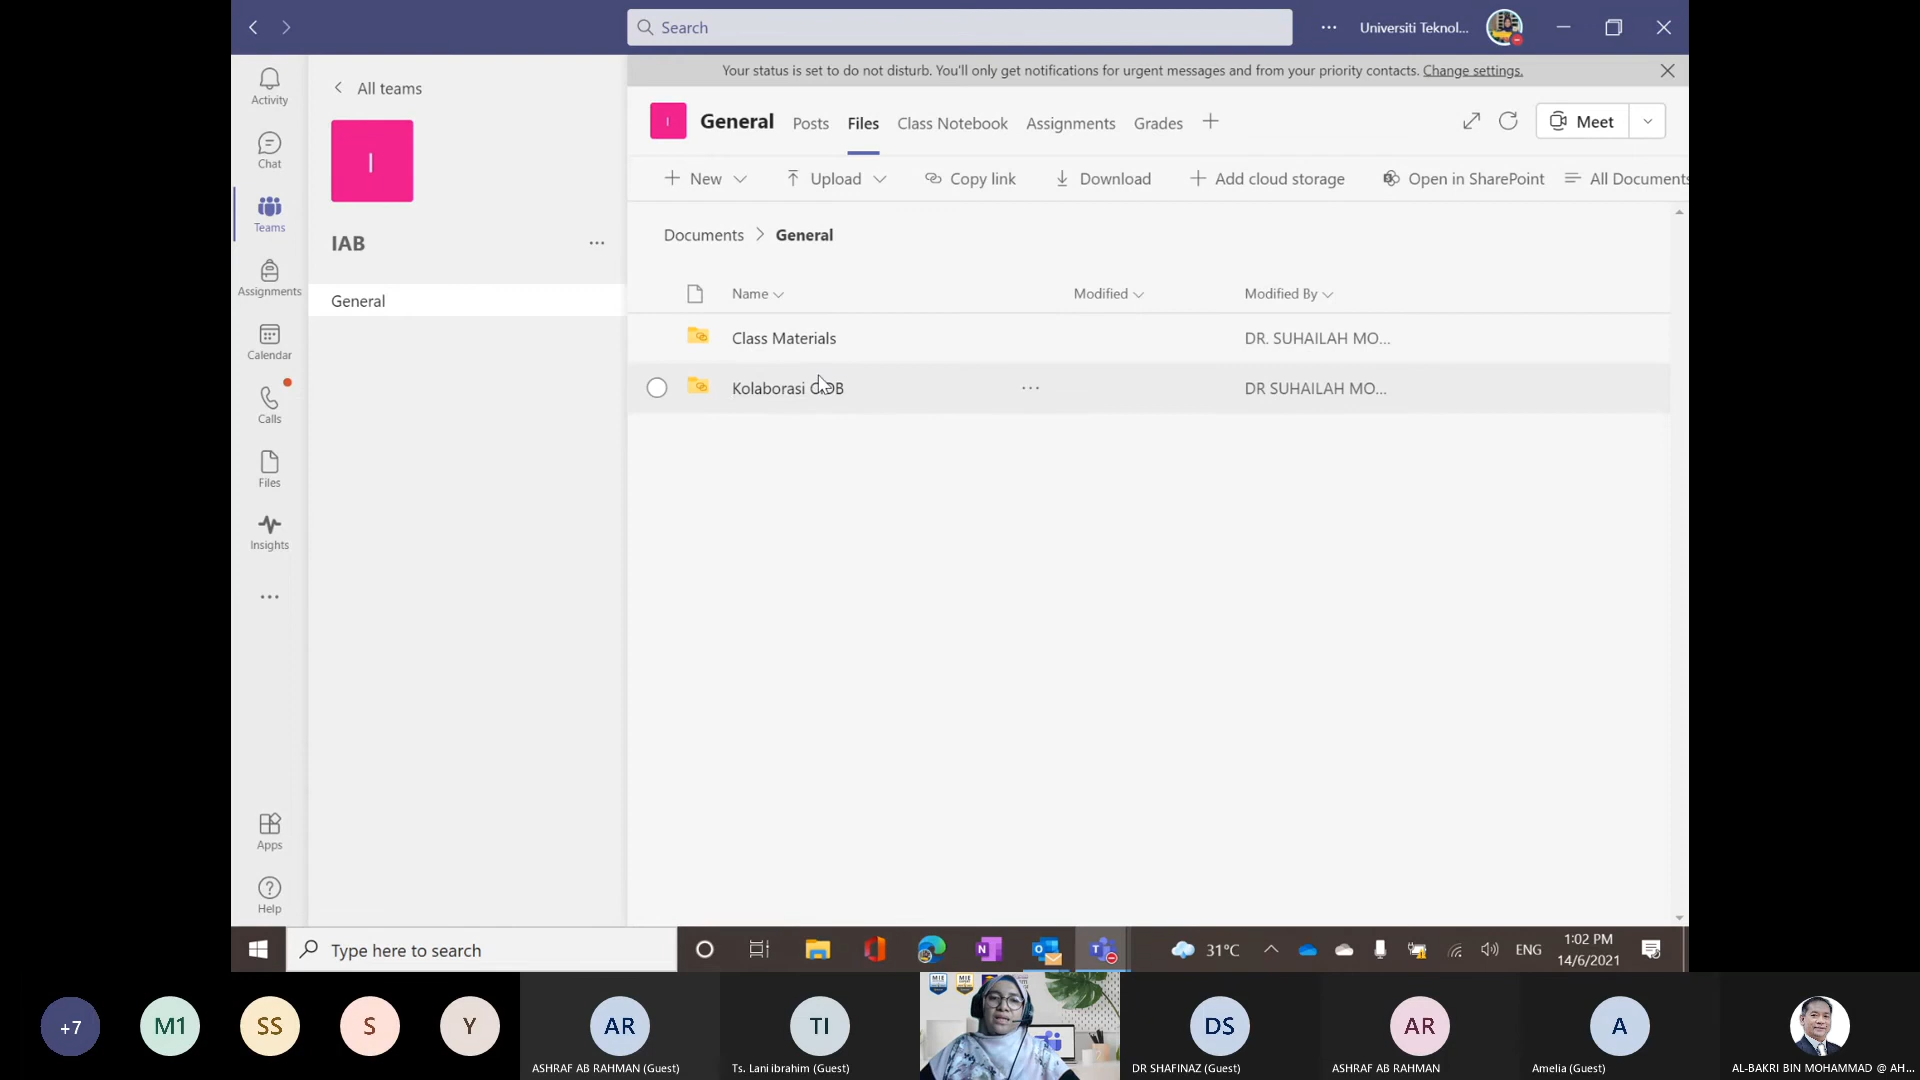 Search
Universiti Teknol...
Your status is set to do not disturb. You'll only get notifications for urgent messages and from your priority contacts. Change settings.
Activity
Chat
Teams
Assignments
Calendar
Calls
Files
Insights
Apps
Help
All teams
I
IAB
General
I
General
Posts
Files
Class Notebook
Assignments
Grades
Meet
New
Upload
Copy link
Download
Add cloud storage
Open in SharePoint
All Documents
Documents > General
Name
Modified
Modified By
Class Materials
DR. SUHAILAH MO...
Kolaborasi
DR SUHAILAH MO...
Type here to search
31°C
ENG
1:02 PM
14/6/2021
+7
M1
SS
S
Y
AR
ASHRAF AB RAHMAN (Guest)
TI
Ts. Lani ibrahim (Guest)
DS
DR SHAFINAZ (Guest)
AR
ASHRAF AB RAHMAN
A
Amelia (Guest)
AL-BAKRI BIN MOHAMMAD @ AH...